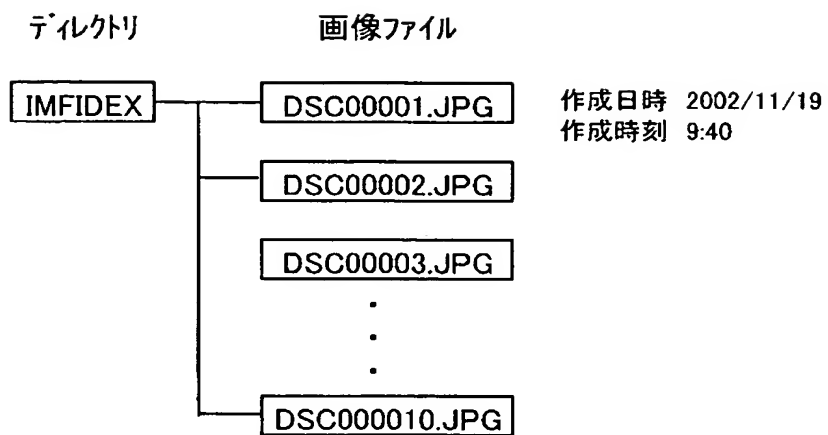 ディレクトリ 画像ファイル
IMFIDEX DSC00001.JPG 作成日時 2002/11/19
作成時刻 9:40
DSC00002.JPG
DSC00003.JPG
DSC000010.JPG